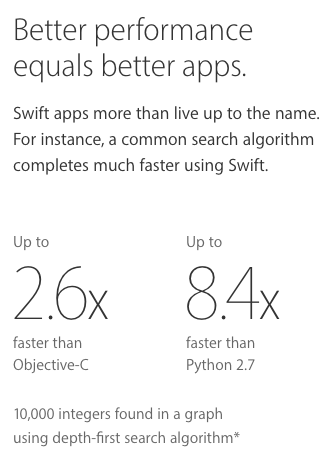 Better performance
equals better apps.
Swift apps more than live up to the name.
For instance, a common search algorithm
completes much faster using Swift.
Up to
2.6x
faster than
Objective-C
Up to
8.4x
faster than
Python 2.7
10,000 integers found in a graph
using depth-first search algorithm*